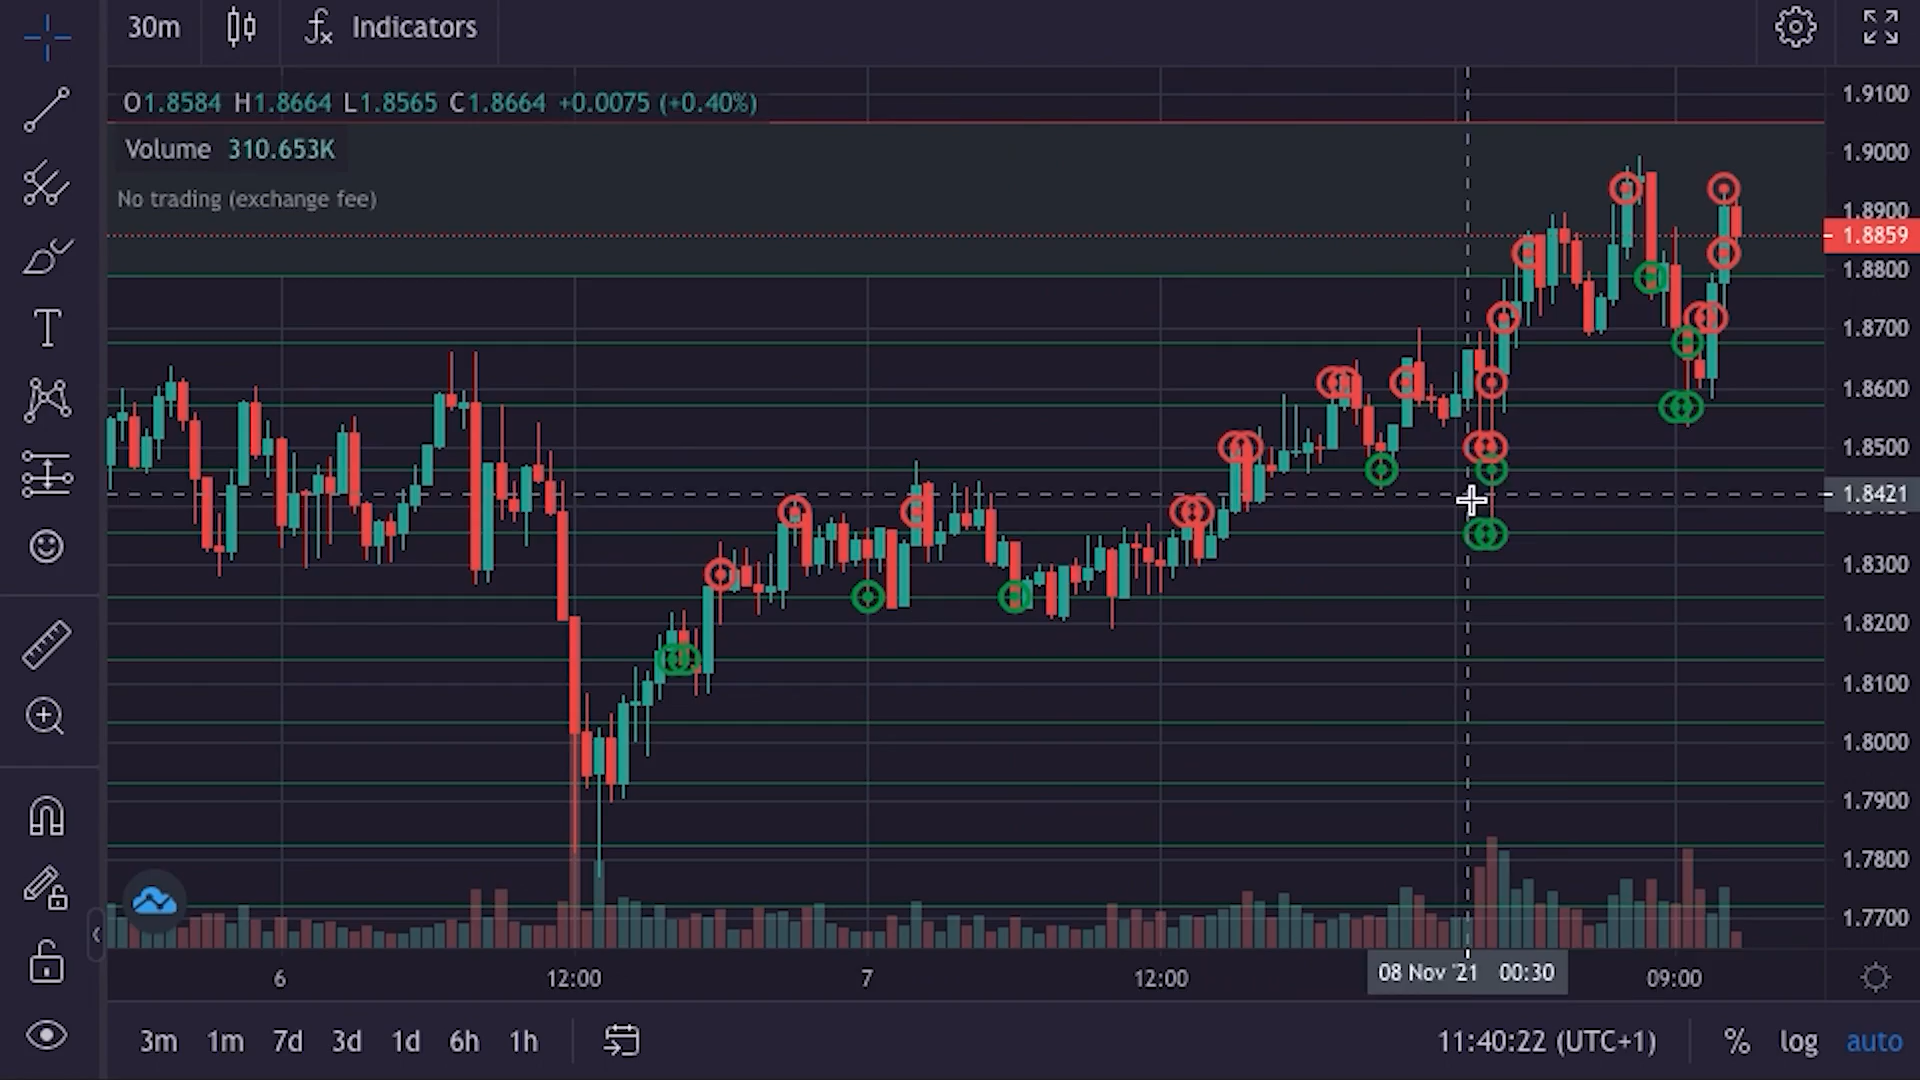 30m Indicators
O1.8584 H1.8664 L1.8565 C1.8664 +0.0075 (+0.40%)
Volume 310.653K
No trading (exchange fee)
1.9100
1.9000
1.8900
1.8859
1.8800
1.8700
1.8600
1.8500
1.8421
1.8300
1.8200
1.8100
1.8000
1.7900
1.7800
1.7700
6 12:00 7 12:00 08 Nov '21 00:30 09:00
3m 1m 7d 3d 1d 6h 1h 11:40:22 (UTC+1) % log auto